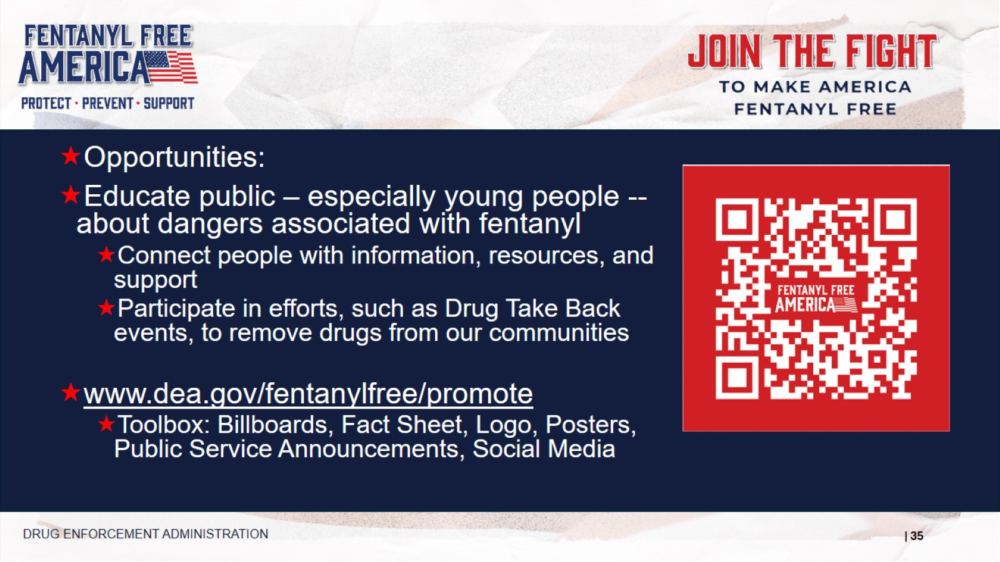 FENTANYL FREE
AMERICA
PROTECT · PREVENT · SUPPORT
JOIN THE FIGHT
TO MAKE AMERICA
FENTANYL FREE
★Opportunities:
★Educate public – especially young people --
about dangers associated with fentanyl
★Connect people with information, resources, and
support
★Participate in efforts, such as Drug Take Back
events, to remove drugs from our communities
★www.dea.gov/fentanylfree/promote
★Toolbox: Billboards, Fact Sheet, Logo, Posters,
Public Service Announcements, Social Media
FENTANYL FREE
AMERICA
DRUG ENFORCEMENT ADMINISTRATION
| 35